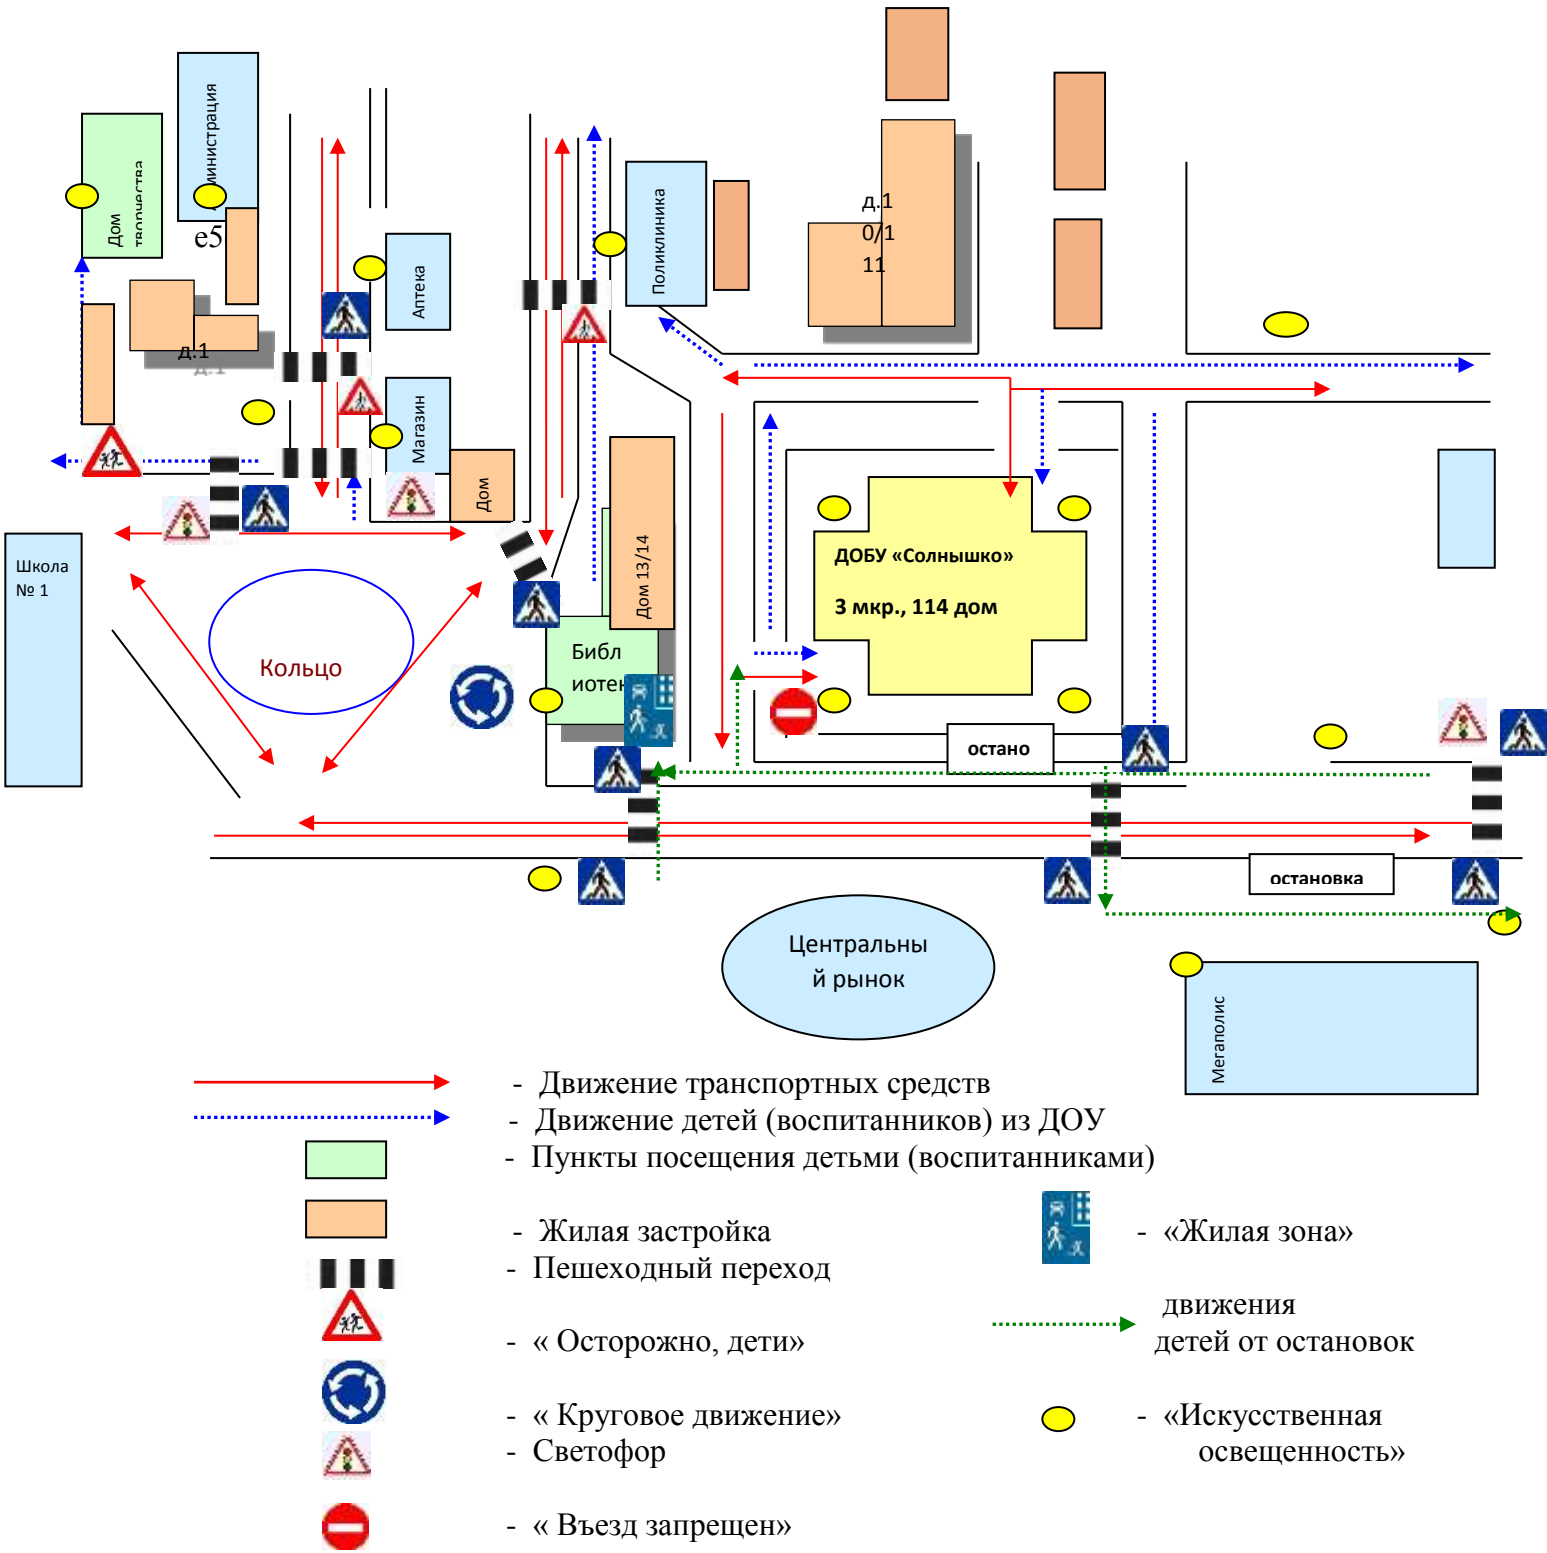 Администрация
Дом
творчества
е5
д.1
Аптека
Магазин
Дом
Поликлиника
д.1
0/1
11
Школа
№ 1
Кольцо
Дом 13/14
Библ
иотек
ДОБУ «Солнышко»
3 мкр., 114 дом
остано
остановка
Центральны
й рынок
Мегаполис
- Движение транспортных средств
- Движение детей (воспитанников) из ДОУ
- Пункты посещения детьми (воспитанниками)
- Жилая застройка
- «Жилая зона»
- Пешеходный переход
движения
детей от остановок
- « Осторожно, дети»
- « Круговое движение»
- «Искусственная
освещенность»
- Светофор
- « Въезд запрещен»